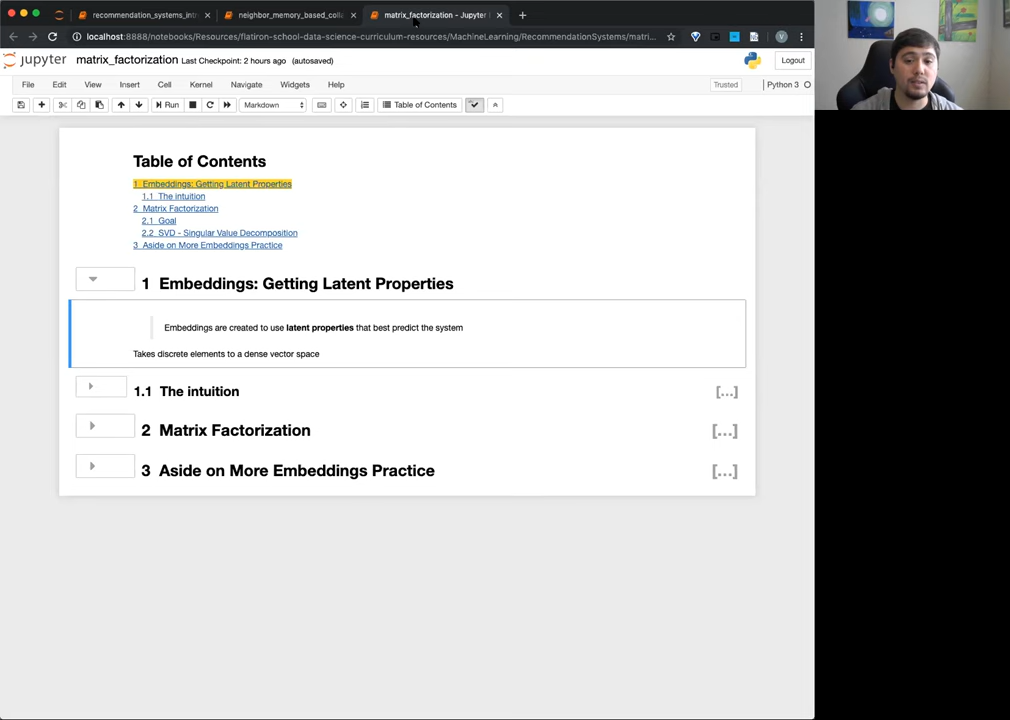 recommendation_systems_intr
neighbor_memory_based_colla
matrix_factorization - Jupyter
localhost:8888/notebooks/Resources/flatiron-school-data-science-curriculum-resources/MachineLearning/RecommendationSystems/matri...
V
jupyter matrix_factorization Last Checkpoint: 2 hours ago (autosaved)
Logout
File Edit View Insert Cell Kernel Navigate Widgets Help
Trusted
Python 3
Run
Markdown
Table of Contents
Table of Contents
1 Embeddings: Getting Latent Properties
1.1 The intuition
2 Matrix Factorization
2.1 Goal
2.2 SVD - Singular Value Decomposition
3 Aside on More Embeddings Practice
1 Embeddings: Getting Latent Properties
Embeddings are created to use latent properties that best predict the system
Takes discrete elements to a dense vector space
1.1 The intuition
[...]
2 Matrix Factorization
[...]
3 Aside on More Embeddings Practice
[...]